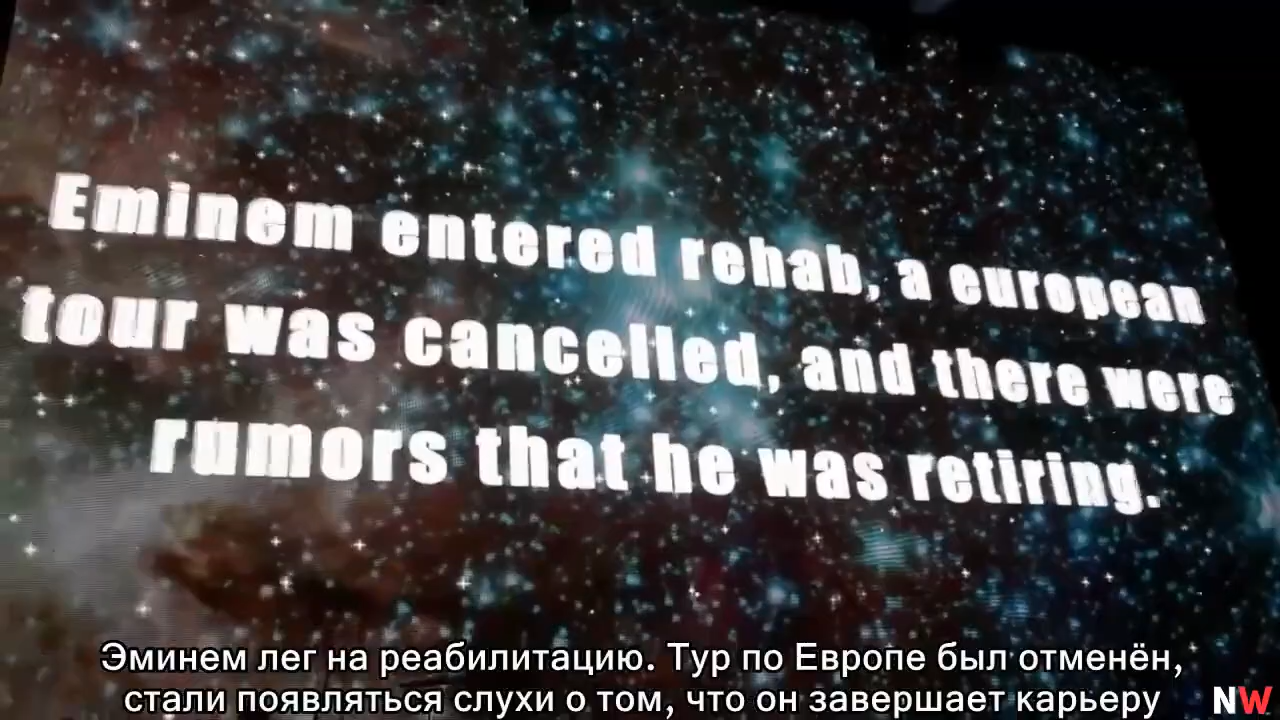 Eminem entered rehab, a european
tour was cancelled, and there were
rumors that he was retiring.
Эминем лег на реабилитацию. Тур по Европе был отменён,
стали появляться слухи о том, что он завершает карьеру
NW